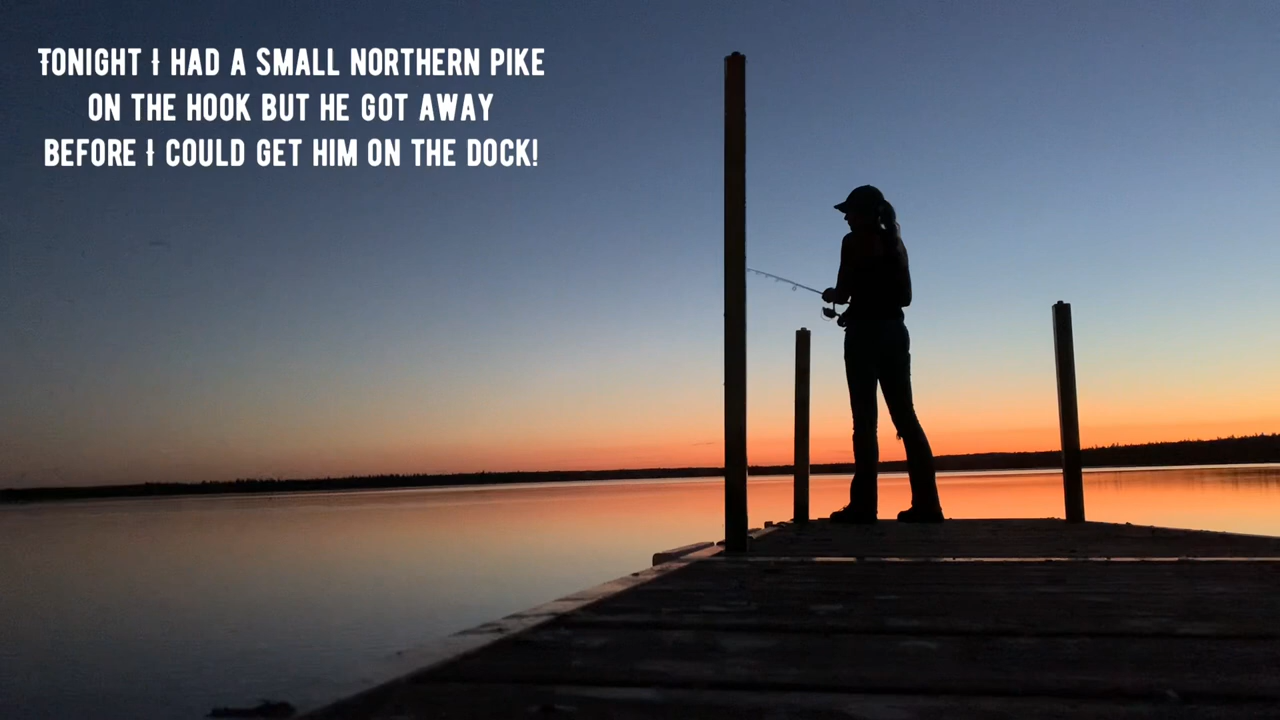 Tonight I had a small northern pike
on the hook but he got away
before I could get him on the dock!